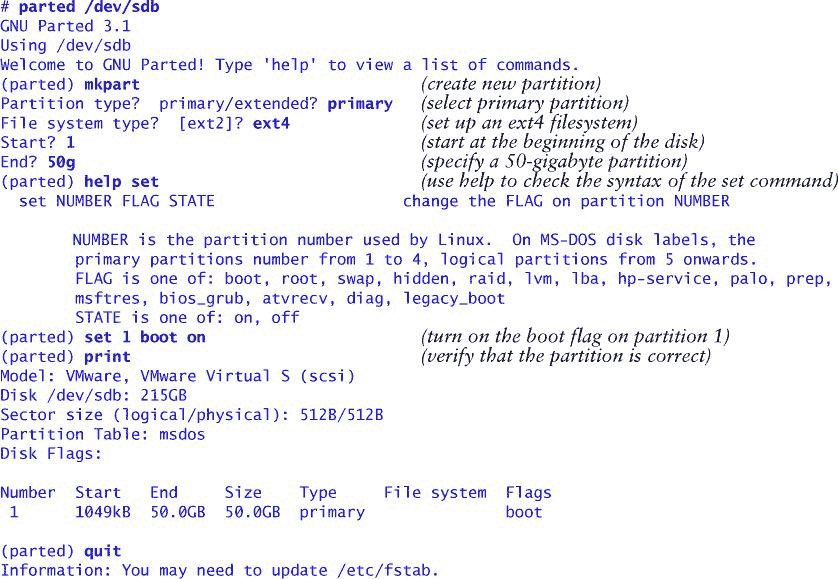 # parted /dev/sdb
GNU Parted 3.1
Using /dev/sdb
Welcome to GNU Parted! Type 'help' to view a list of commands.
(parted) mkpart (create new partition)
Partition type?  primary/extended? primary (select primary partition)
File system type?  [ext2]? ext4 (set up an ext4 filesystem)
Start? 1 (start at the beginning of the disk)
End? 50g (specify a 50-gigabyte partition)
(parted) help set (use help to check the syntax of the set command)
set NUMBER FLAG STATE change the FLAG on partition NUMBER
NUMBER is the partition number used by Linux.  On MS-DOS disk labels, the
primary partitions number from 1 to 4, logical partitions from 5 onwards.
FLAG is one of: boot, root, swap, hidden, raid, lvm, lba, hp-service, palo, prep,
msftres, bios_grub, atvrecv, diag, legacy_boot
STATE is one of: on, off
(parted) set 1 boot on (turn on the boot flag on partition 1)
(parted) print (verify that the partition is correct)
Model: VMware, VMware Virtual S (scsi)
Disk /dev/sdb: 215GB
Sector size (logical/physical): 512B/512B
Partition Table: msdos
Disk Flags:
Number  Start   End     Size    Type     File system  Flags
1      1049kB  50.0GB  50.0GB  primary               boot
(parted) quit
Information: You may need to update /etc/fstab.